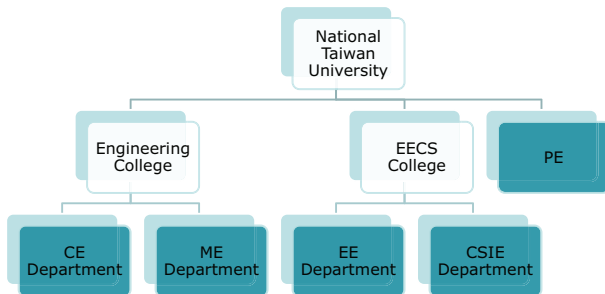 National
Taiwan
University
Engineering
College
EECS
College
PE
CE
Department
ME
Department
EE
Department
CSIE
Department